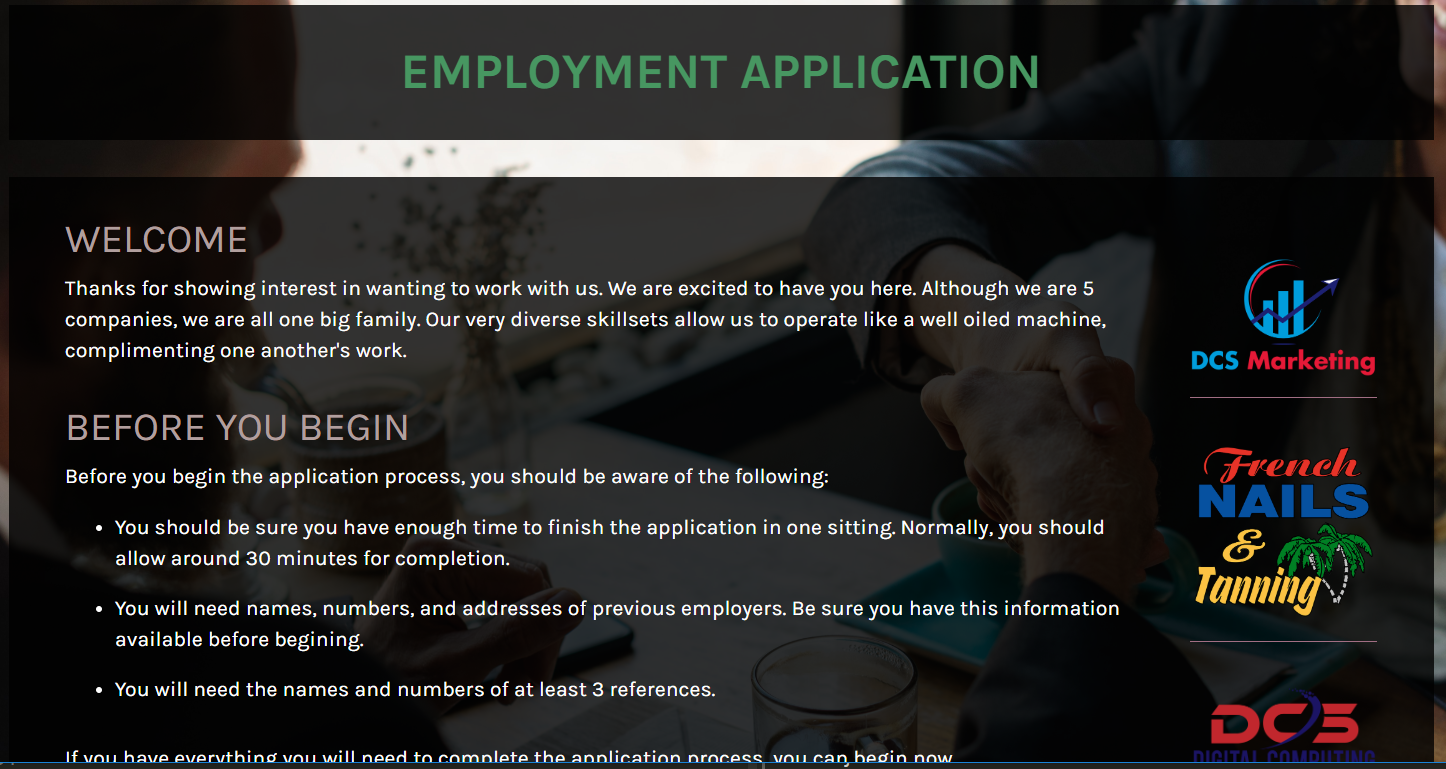 EMPLOYMENT APPLICATION
WELCOME
Thanks for showing interest in wanting to work with us. We are excited to have you here. Although we are 5
companies, we are all one big family. Our very diverse skillsets allow us to operate like a well oiled machine,
complimenting one another's work.
BEFORE YOU BEGIN
Before you begin the application process, you should be aware of the following:
• You should be sure you have enough time to finish the application in one sitting. Normally, you should
allow around 30 minutes for completion.
• You will need names, numbers, and addresses of previous employers. Be sure you have this information
available before begining.
• You will need the names and numbers of at least 3 references.
If you have everything you will need to complete the application process, you can begin now
DCS Marketing
French
NAILS
&
Tanning
DCS
DIGITAL COMPUTING